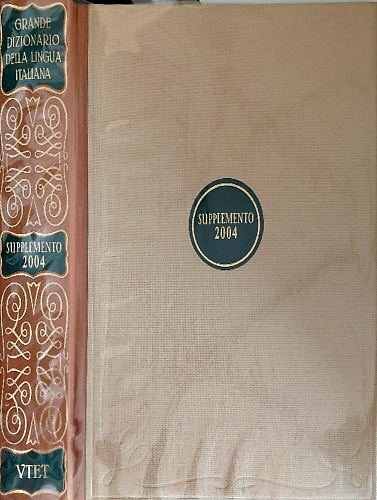 GRANDE
DIZIONARIO
DELLA LINGUA
ITALIANA
SUPPLEMENTO
2004
UTET
SUPPLEMENTO
2004